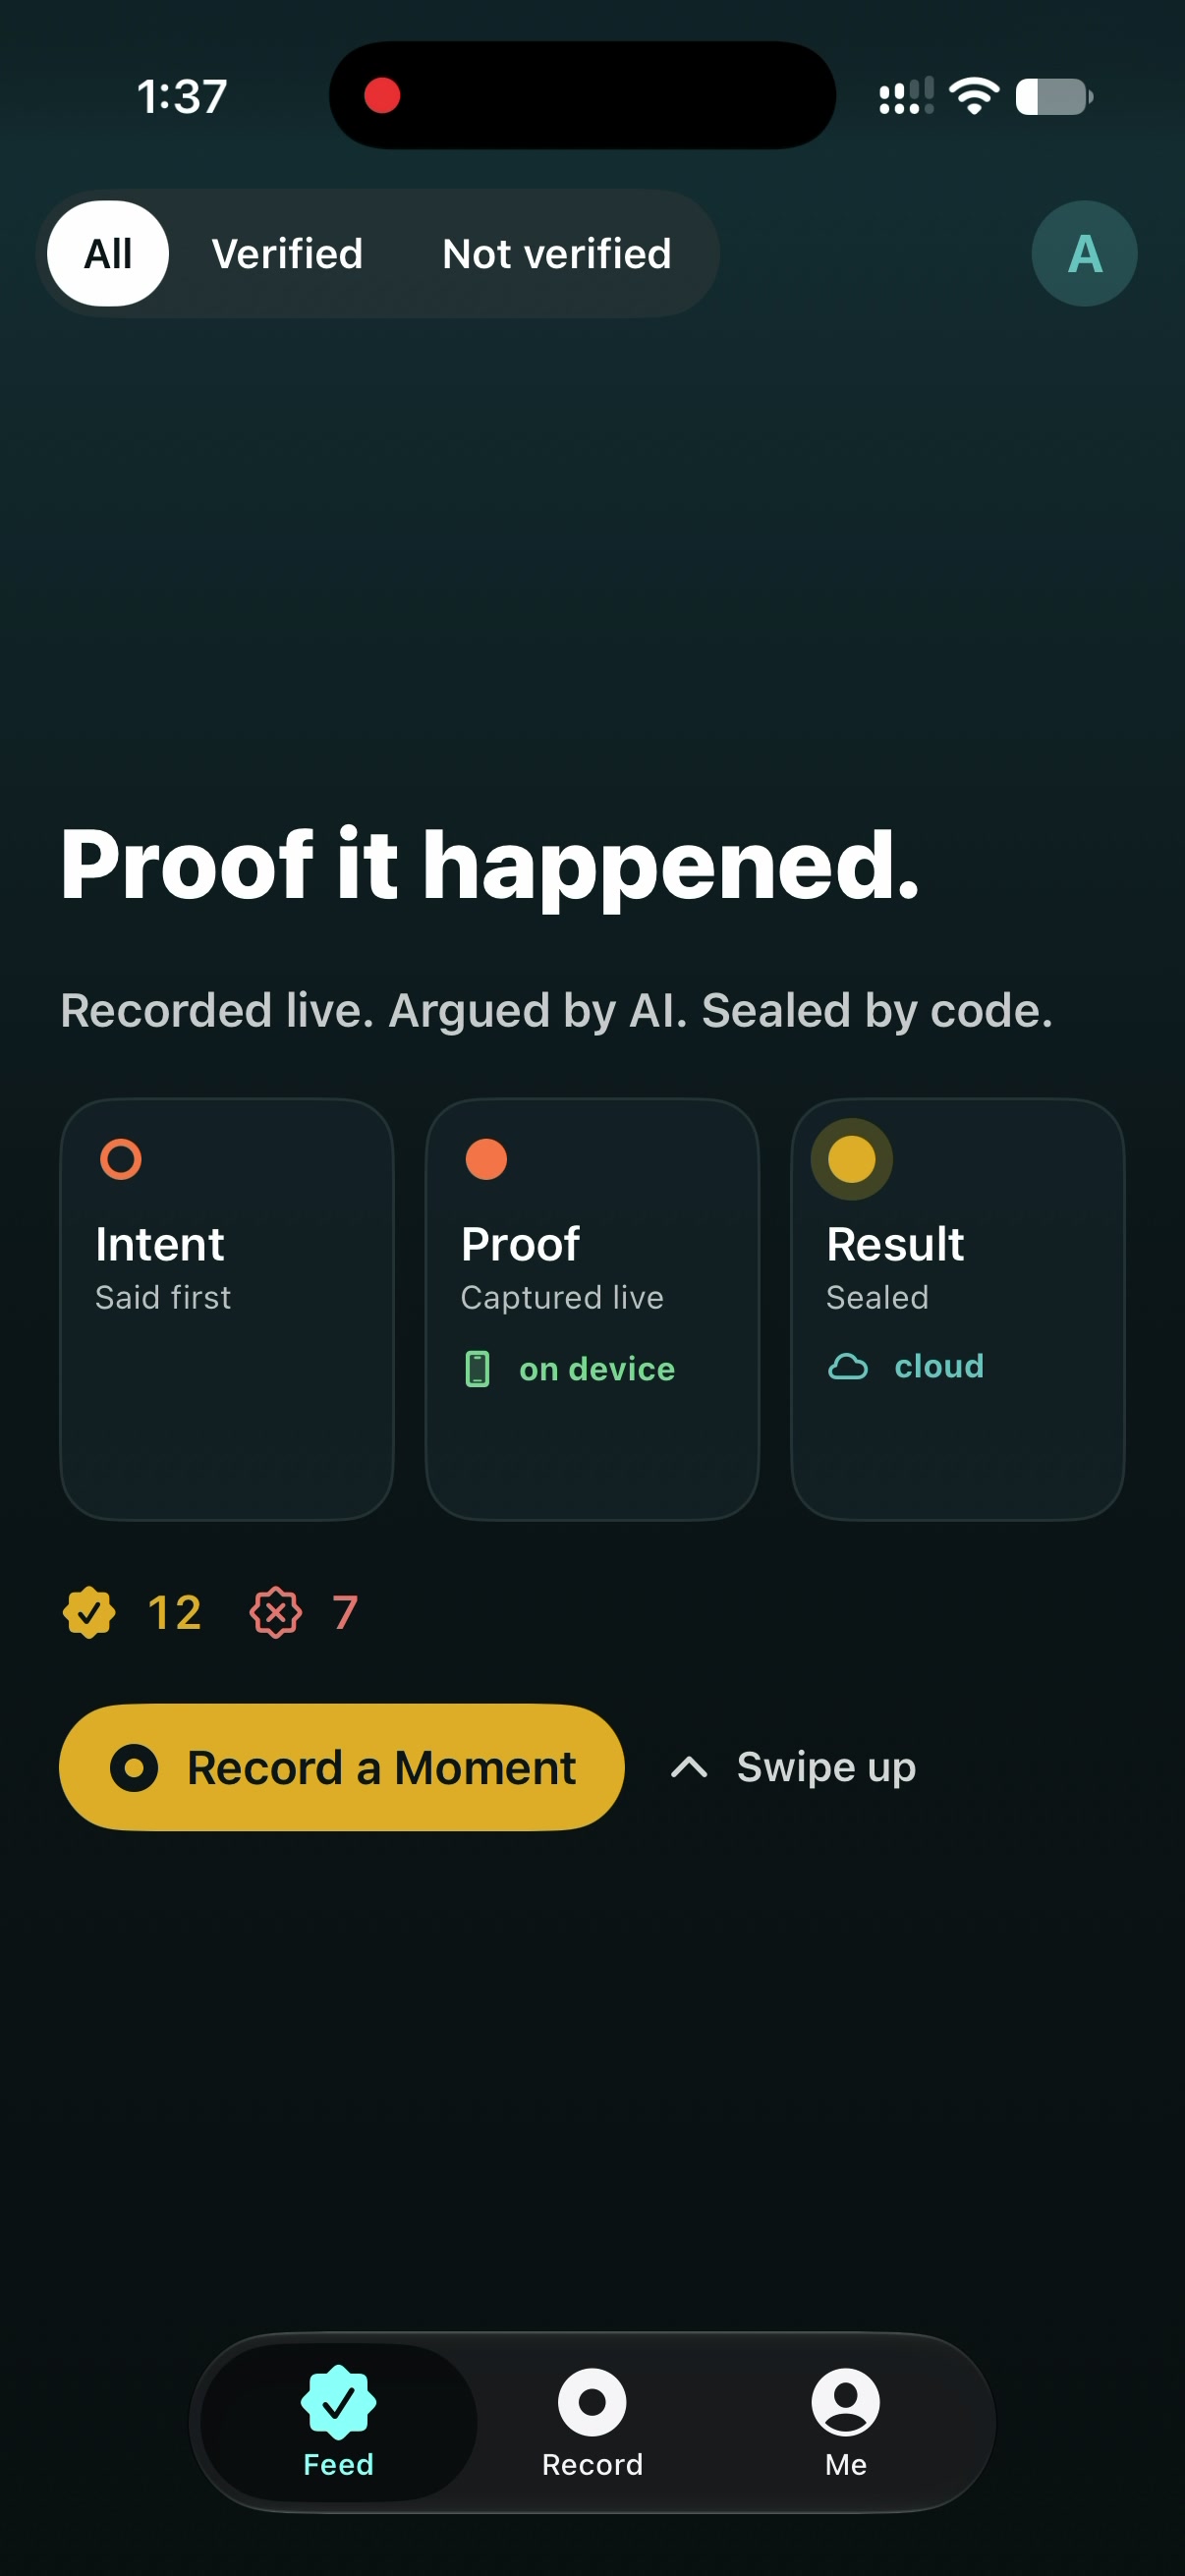 1:37
All Verified Not verified A
Proof it happened.
Recorded live. Argued by AI. Sealed by code.
Intent
Said first
Proof
Captured live
on device
Result
Sealed
cloud
12 7
Record a Moment Swipe up
Feed Record Me